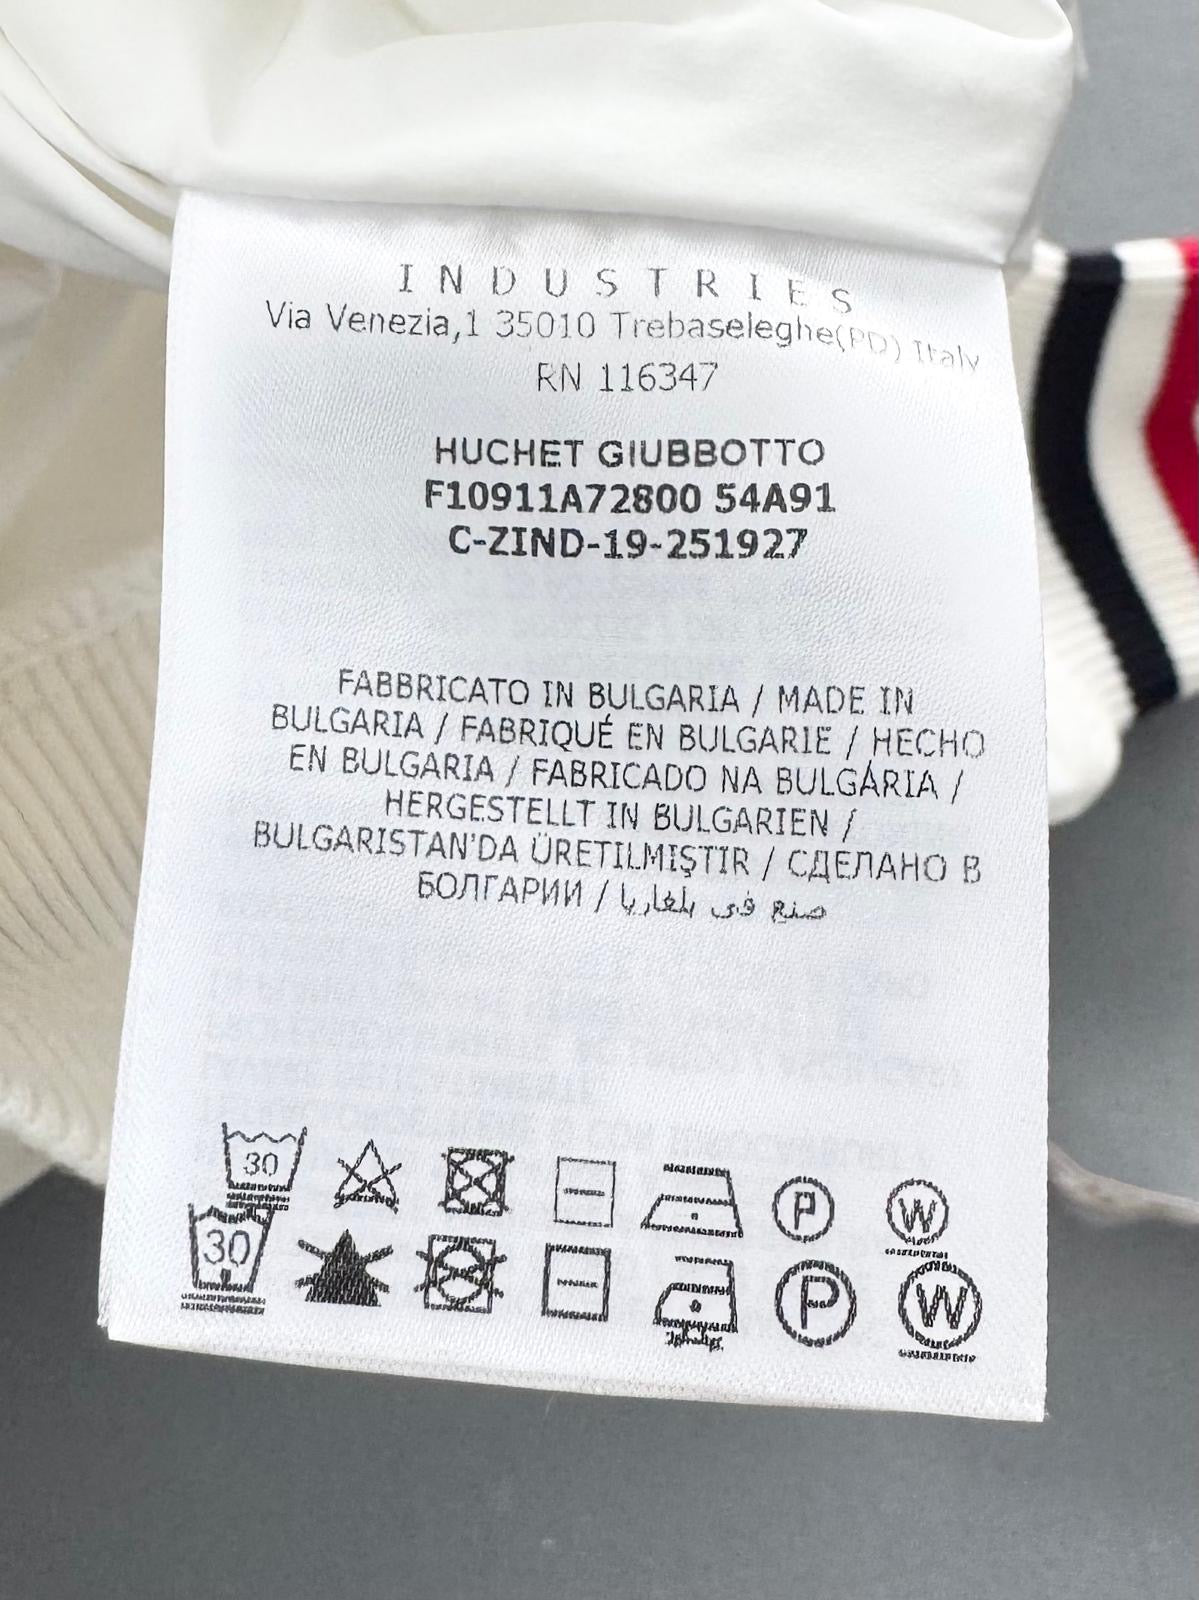 INDUSTRIES
Via Venezia,1 35010 Trebaseleghe(PD) Italy
RN 116347
HUCHET GIUBBOTTO
F10911A72800 54A91
C-ZIND-19-251927
FABBRICATO IN BULGARIA / MADE IN
BULGARIA / FABRIQUÉ EN BULGARIE / HECHO
EN BULGARIA / FABRICADO NA BULGÁRIA /
HERGESTELLT IN BULGARIEN /
BULGARISTAN'DA ÜRETILMIŞTIR / СДЕЛАНО В
БОЛГАРИИ / صنع في بلغاريا
30 P W
30 P W